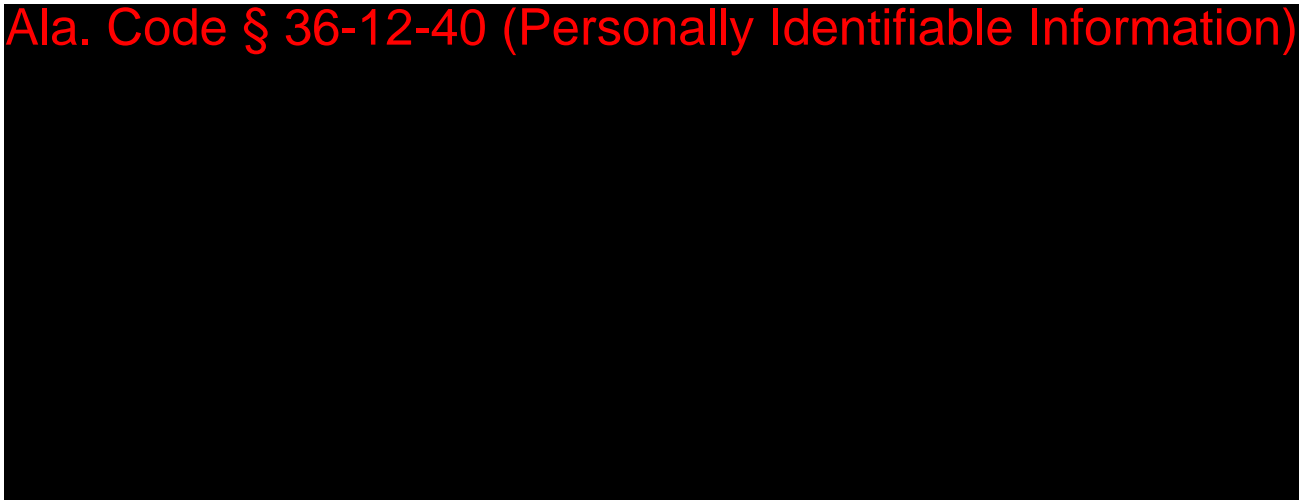 Ala. Code § 36-12-40 (Personally Identifiable Information)